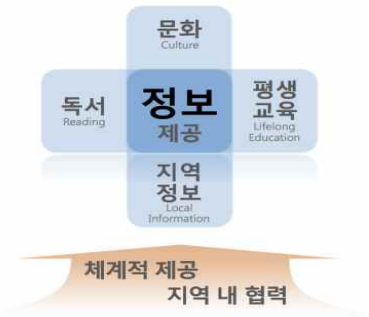 문화
Culture
독서
Reading
정보
제공
평생
교육
Lifelong
Education
지역
정보
Local
Information
체계적 제공
지역 내 협력